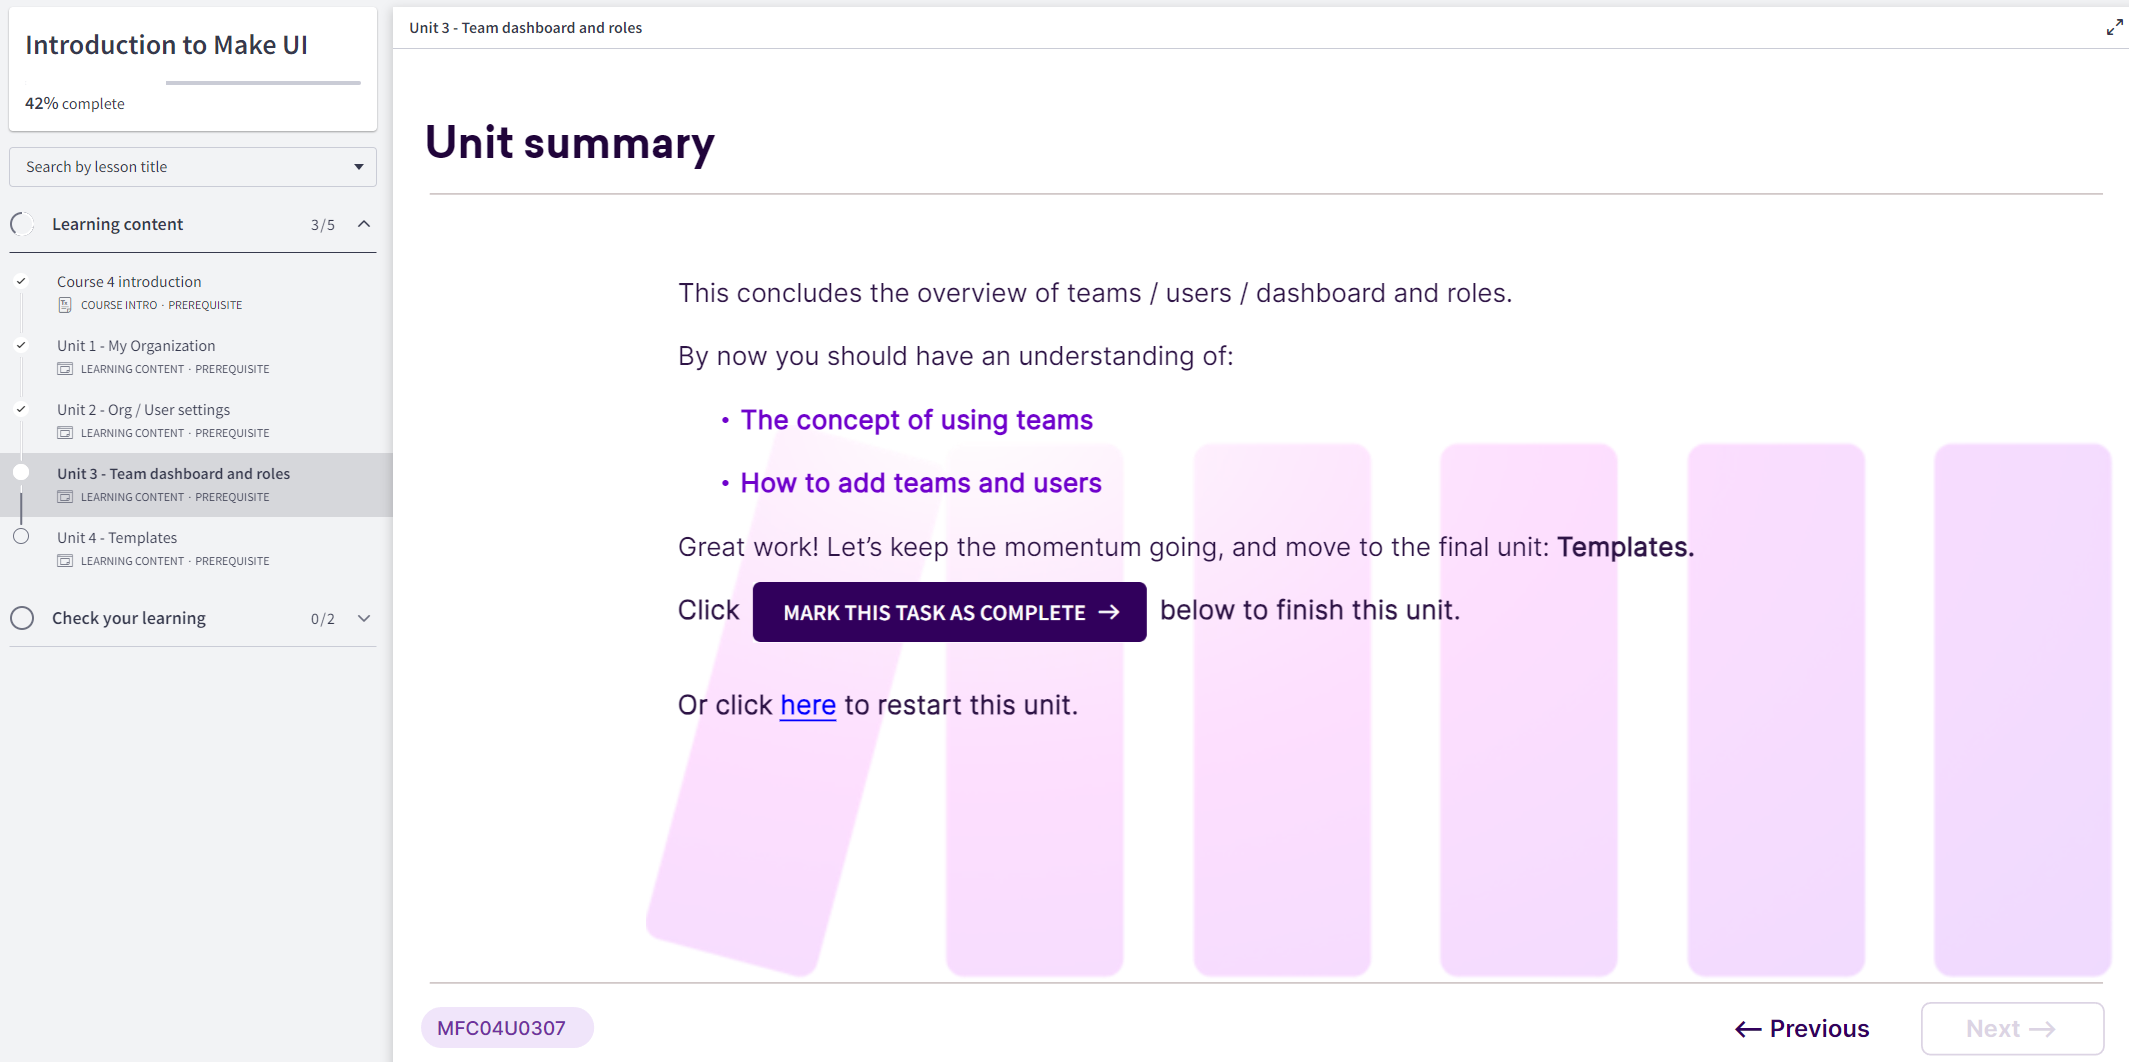 Introduction to Make UI
42% complete
Search by lesson title
Learning content 3/5
Course 4 introduction
COURSE INTRO · PREREQUISITE
Unit 1 - My Organization
LEARNING CONTENT · PREREQUISITE
Unit 2 - Org / User settings
LEARNING CONTENT · PREREQUISITE
Unit 3 - Team dashboard and roles
LEARNING CONTENT · PREREQUISITE
Unit 4 - Templates
LEARNING CONTENT · PREREQUISITE
Check your learning 0/2
Unit 3 - Team dashboard and roles
Unit summary
This concludes the overview of teams / users / dashboard and roles.
By now you should have an understanding of:
• The concept of using teams
• How to add teams and users
Great work! Let’s keep the momentum going, and move to the final unit: Templates.
Click MARK THIS TASK AS COMPLETE → below to finish this unit.
Or click here to restart this unit.
MFC04U0307
← Previous
Next →